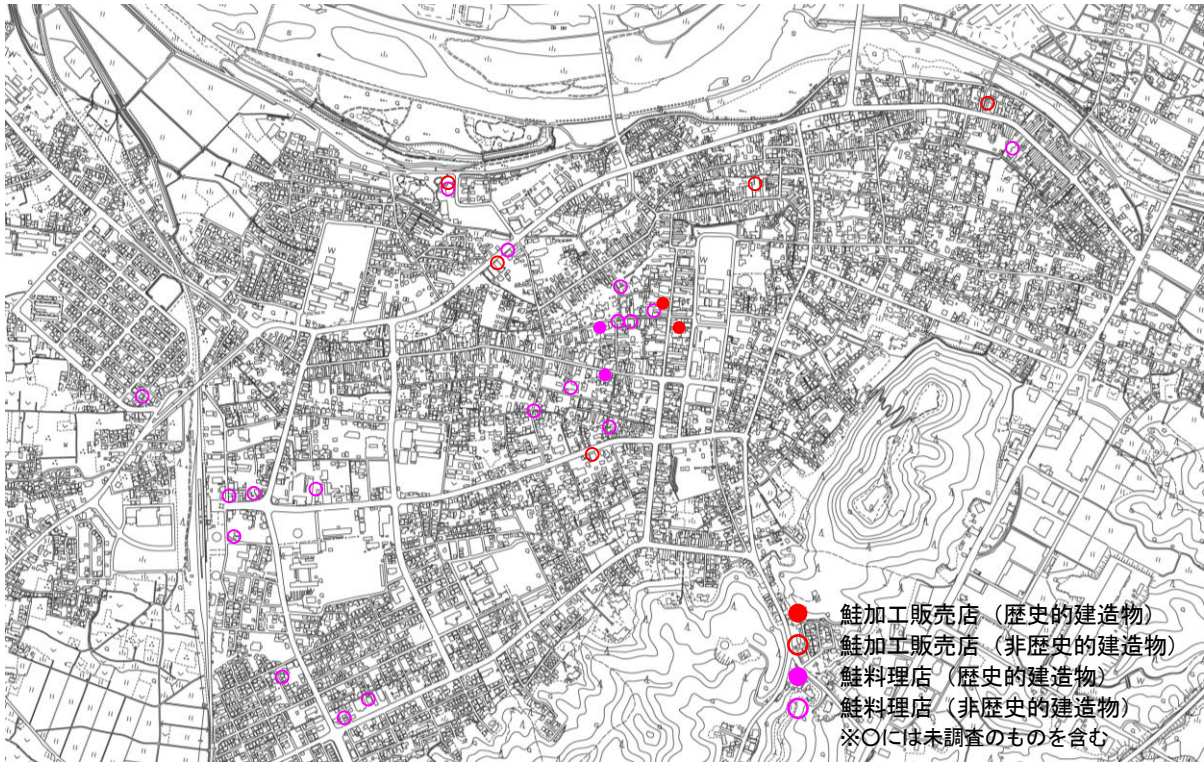 鮭加工販売店（歴史的建造物）
鮭加工販売店（非歴史的建造物）
鮭料理店（歴史的建造物）
鮭料理店（非歴史的建造物）
※○には未調査のものを含む